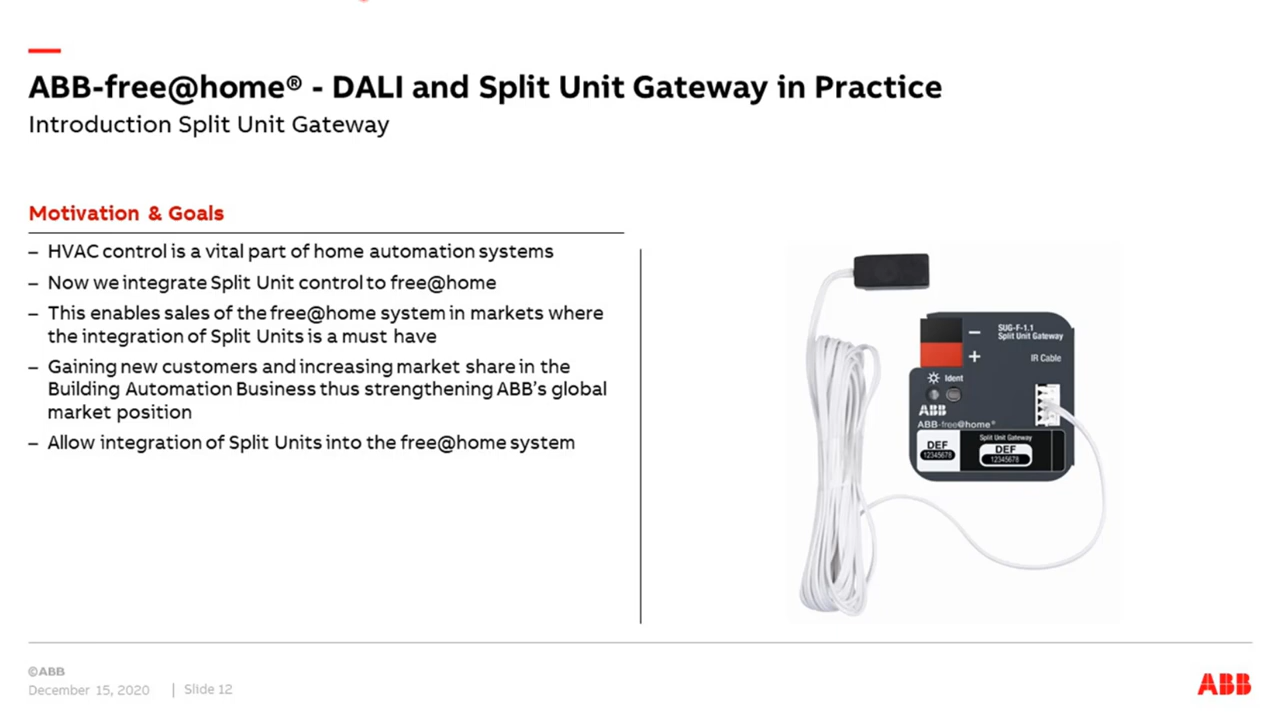 ABB-free@home® - DALI and Split Unit Gateway in Practice
Introduction Split Unit Gateway
Motivation & Goals
– HVAC control is a vital part of home automation systems
– Now we integrate Split Unit control to free@home
– This enables sales of the free@home system in markets where
the integration of Split Units is a must have
– Gaining new customers and increasing market share in the
Building Automation Business thus strengthening ABB's global
market position
– Allow integration of Split Units into the free@home system
SUG-F-1.1
Split Unit Gateway
IR Cable
Ident
ABB
ABB-free@home®
Split Unit Gateway
DEF
12345678
DEF
12345678
©ABB
December 15, 2020 | Slide 12
ABB